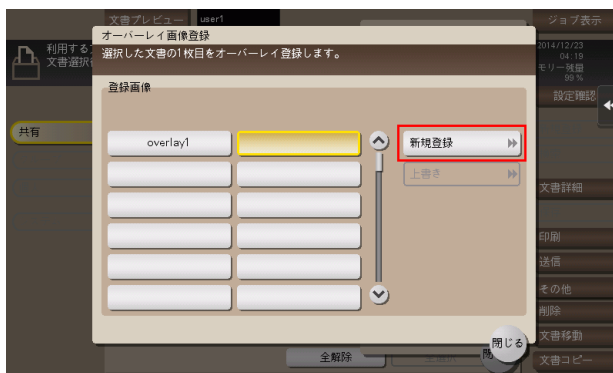 文書プレビュー user1 ジョブ表示
オーバーレイ画像登録
選択した文書の1枚目をオーバーレイ登録します。
利用する
文書選択
2014/12/23
04:19
モリー残量
99 %
設定確認
登録画像
共有
overlay1
新規登録
上書き
文書詳細
印刷
送信
その他
削除
文書移動
文書コピー
閉じる
全解除 全選択 閉